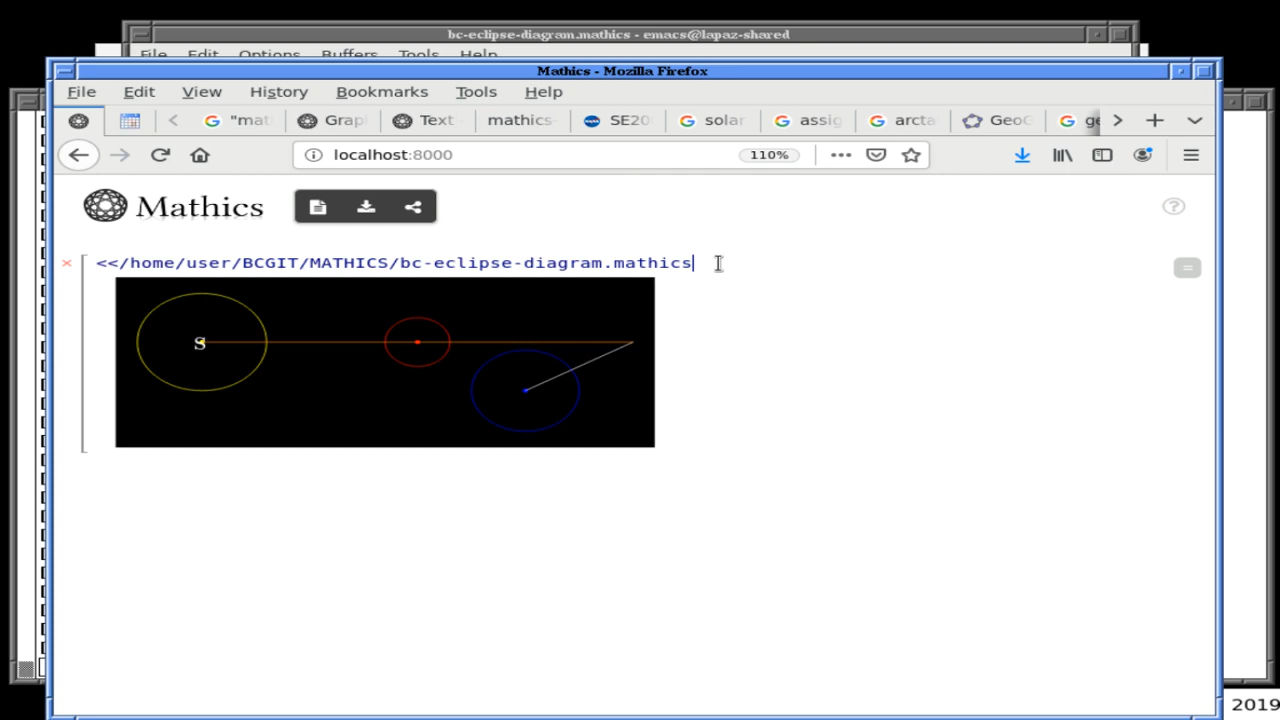 bc-eclipse-diagram.mathics - emacs@lapaz-shared
File Edit Options Buffers Tools Help
Mathics - Mozilla Firefox
File Edit View History Bookmarks Tools Help
"mat Grap Text mathics- SE20 solar assig arcta GeoG ge
localhost:8000 110%
Mathics
<</home/user/BCGIT/MATHICS/bc-eclipse-diagram.mathics
=
S
2019